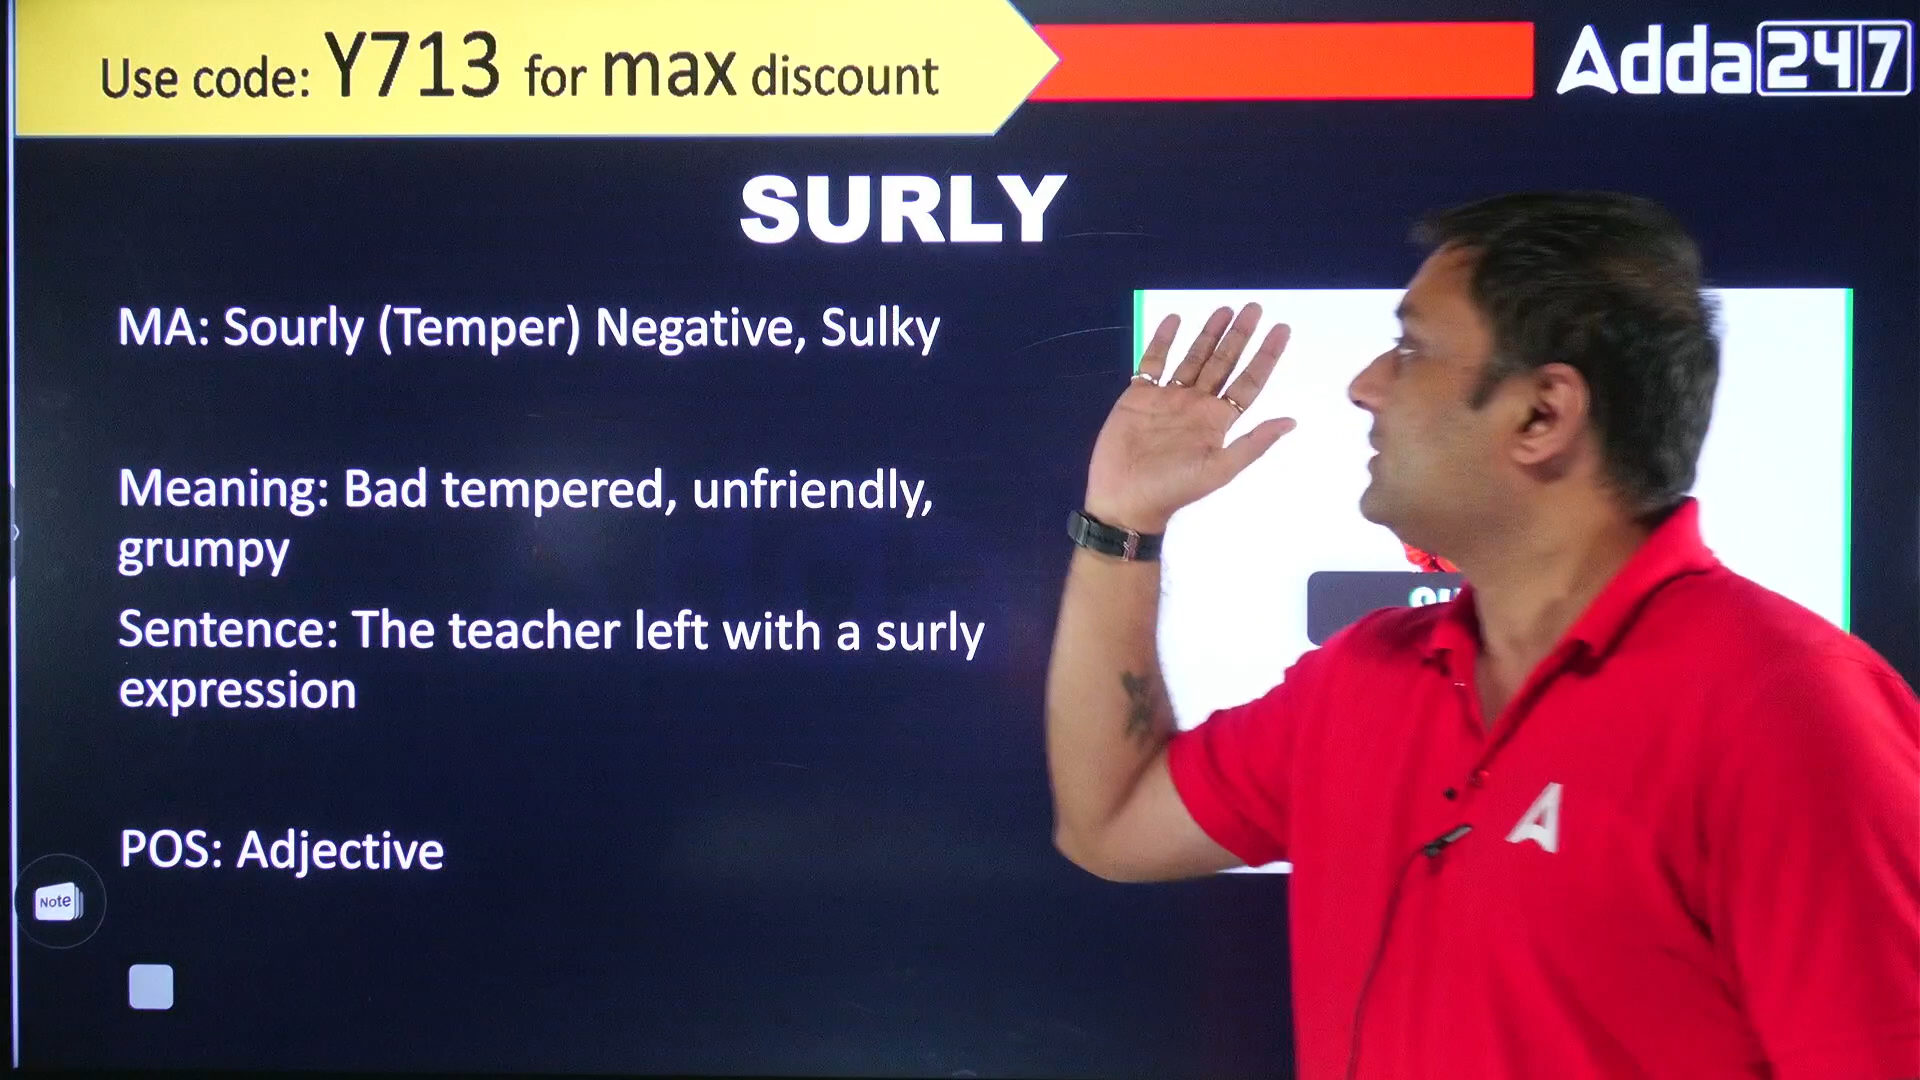 Use code: Y713 for max discount
Adda247
SURLY
MA: Sourly (Temper) Negative, Sulky
Meaning: Bad tempered, unfriendly,
grumpy
Sentence: The teacher left with a surly
expression
POS: Adjective
Note